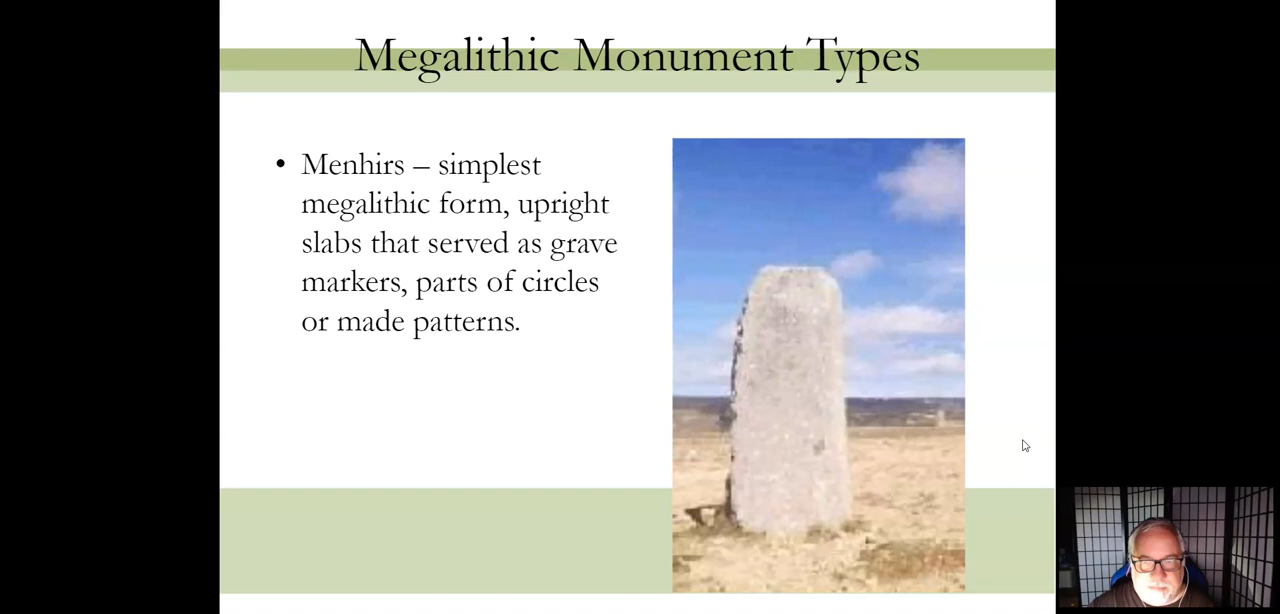 Megalithic Monument Types
• Menhirs – simplest
megalithic form, upright
slabs that served as grave
markers, parts of circles
or made patterns.